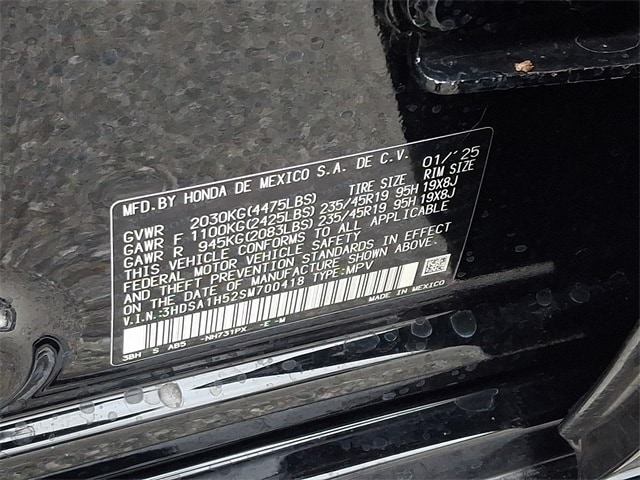 MFD.BY HONDA DE MEXICO S.A. DE C.V. 01/'25
TIRE SIZE RIM SIZE
GVWR 2030KG(4475LBS)
GAWR F 1100KG(2425LBS) 235/45R19 95H 19X8J
GAWR R 945KG(2083LBS) 235/45R19 95H 19X8J
THIS VEHICLE CONFORMS TO ALL APPLICABLE
FEDERAL MOTOR VEHICLE SAFETY
AND THEFT PREVENTION STANDARDS IN EFFECT
ON THE DATE OF MANUFACTURE SHOWN ABOVE.
V.I.N.:3HDSA1H52SM700418 TYPE:MPV
MADE IN MEXICO
3BH S AB5 -NH731PX -E -M